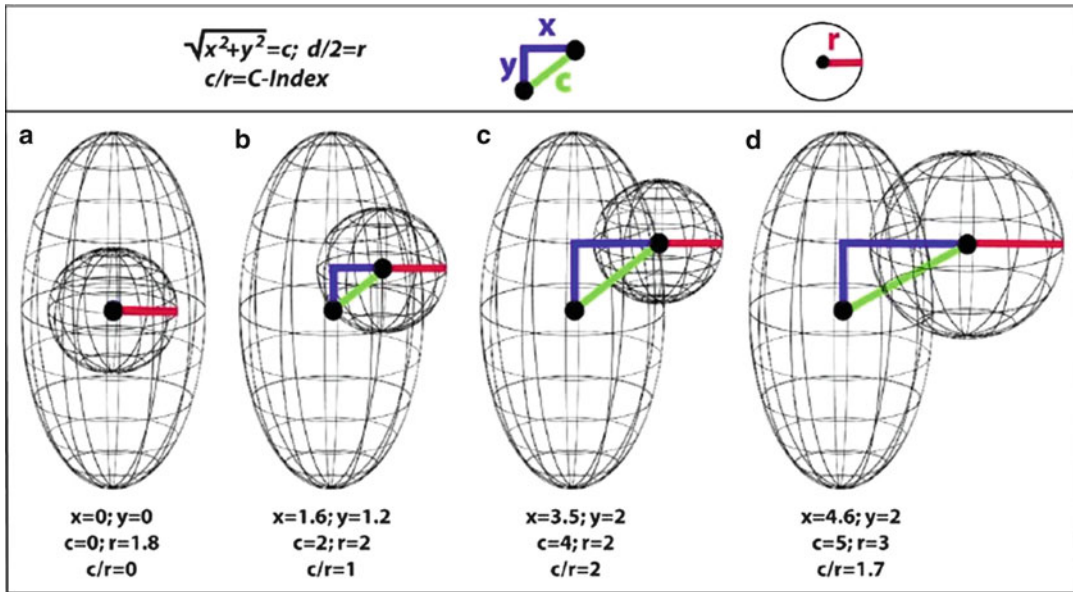 √x²+y²=c; d/2=r
c/r=C-Index
x
y
c
r
a
b
c
d
x=0; y=0
c=0; r=1.8
c/r=0
x=1.6; y=1.2
c=2; r=2
c/r=1
x=3.5; y=2
c=4; r=2
c/r=2
x=4.6; y=2
c=5; r=3
c/r=1.7